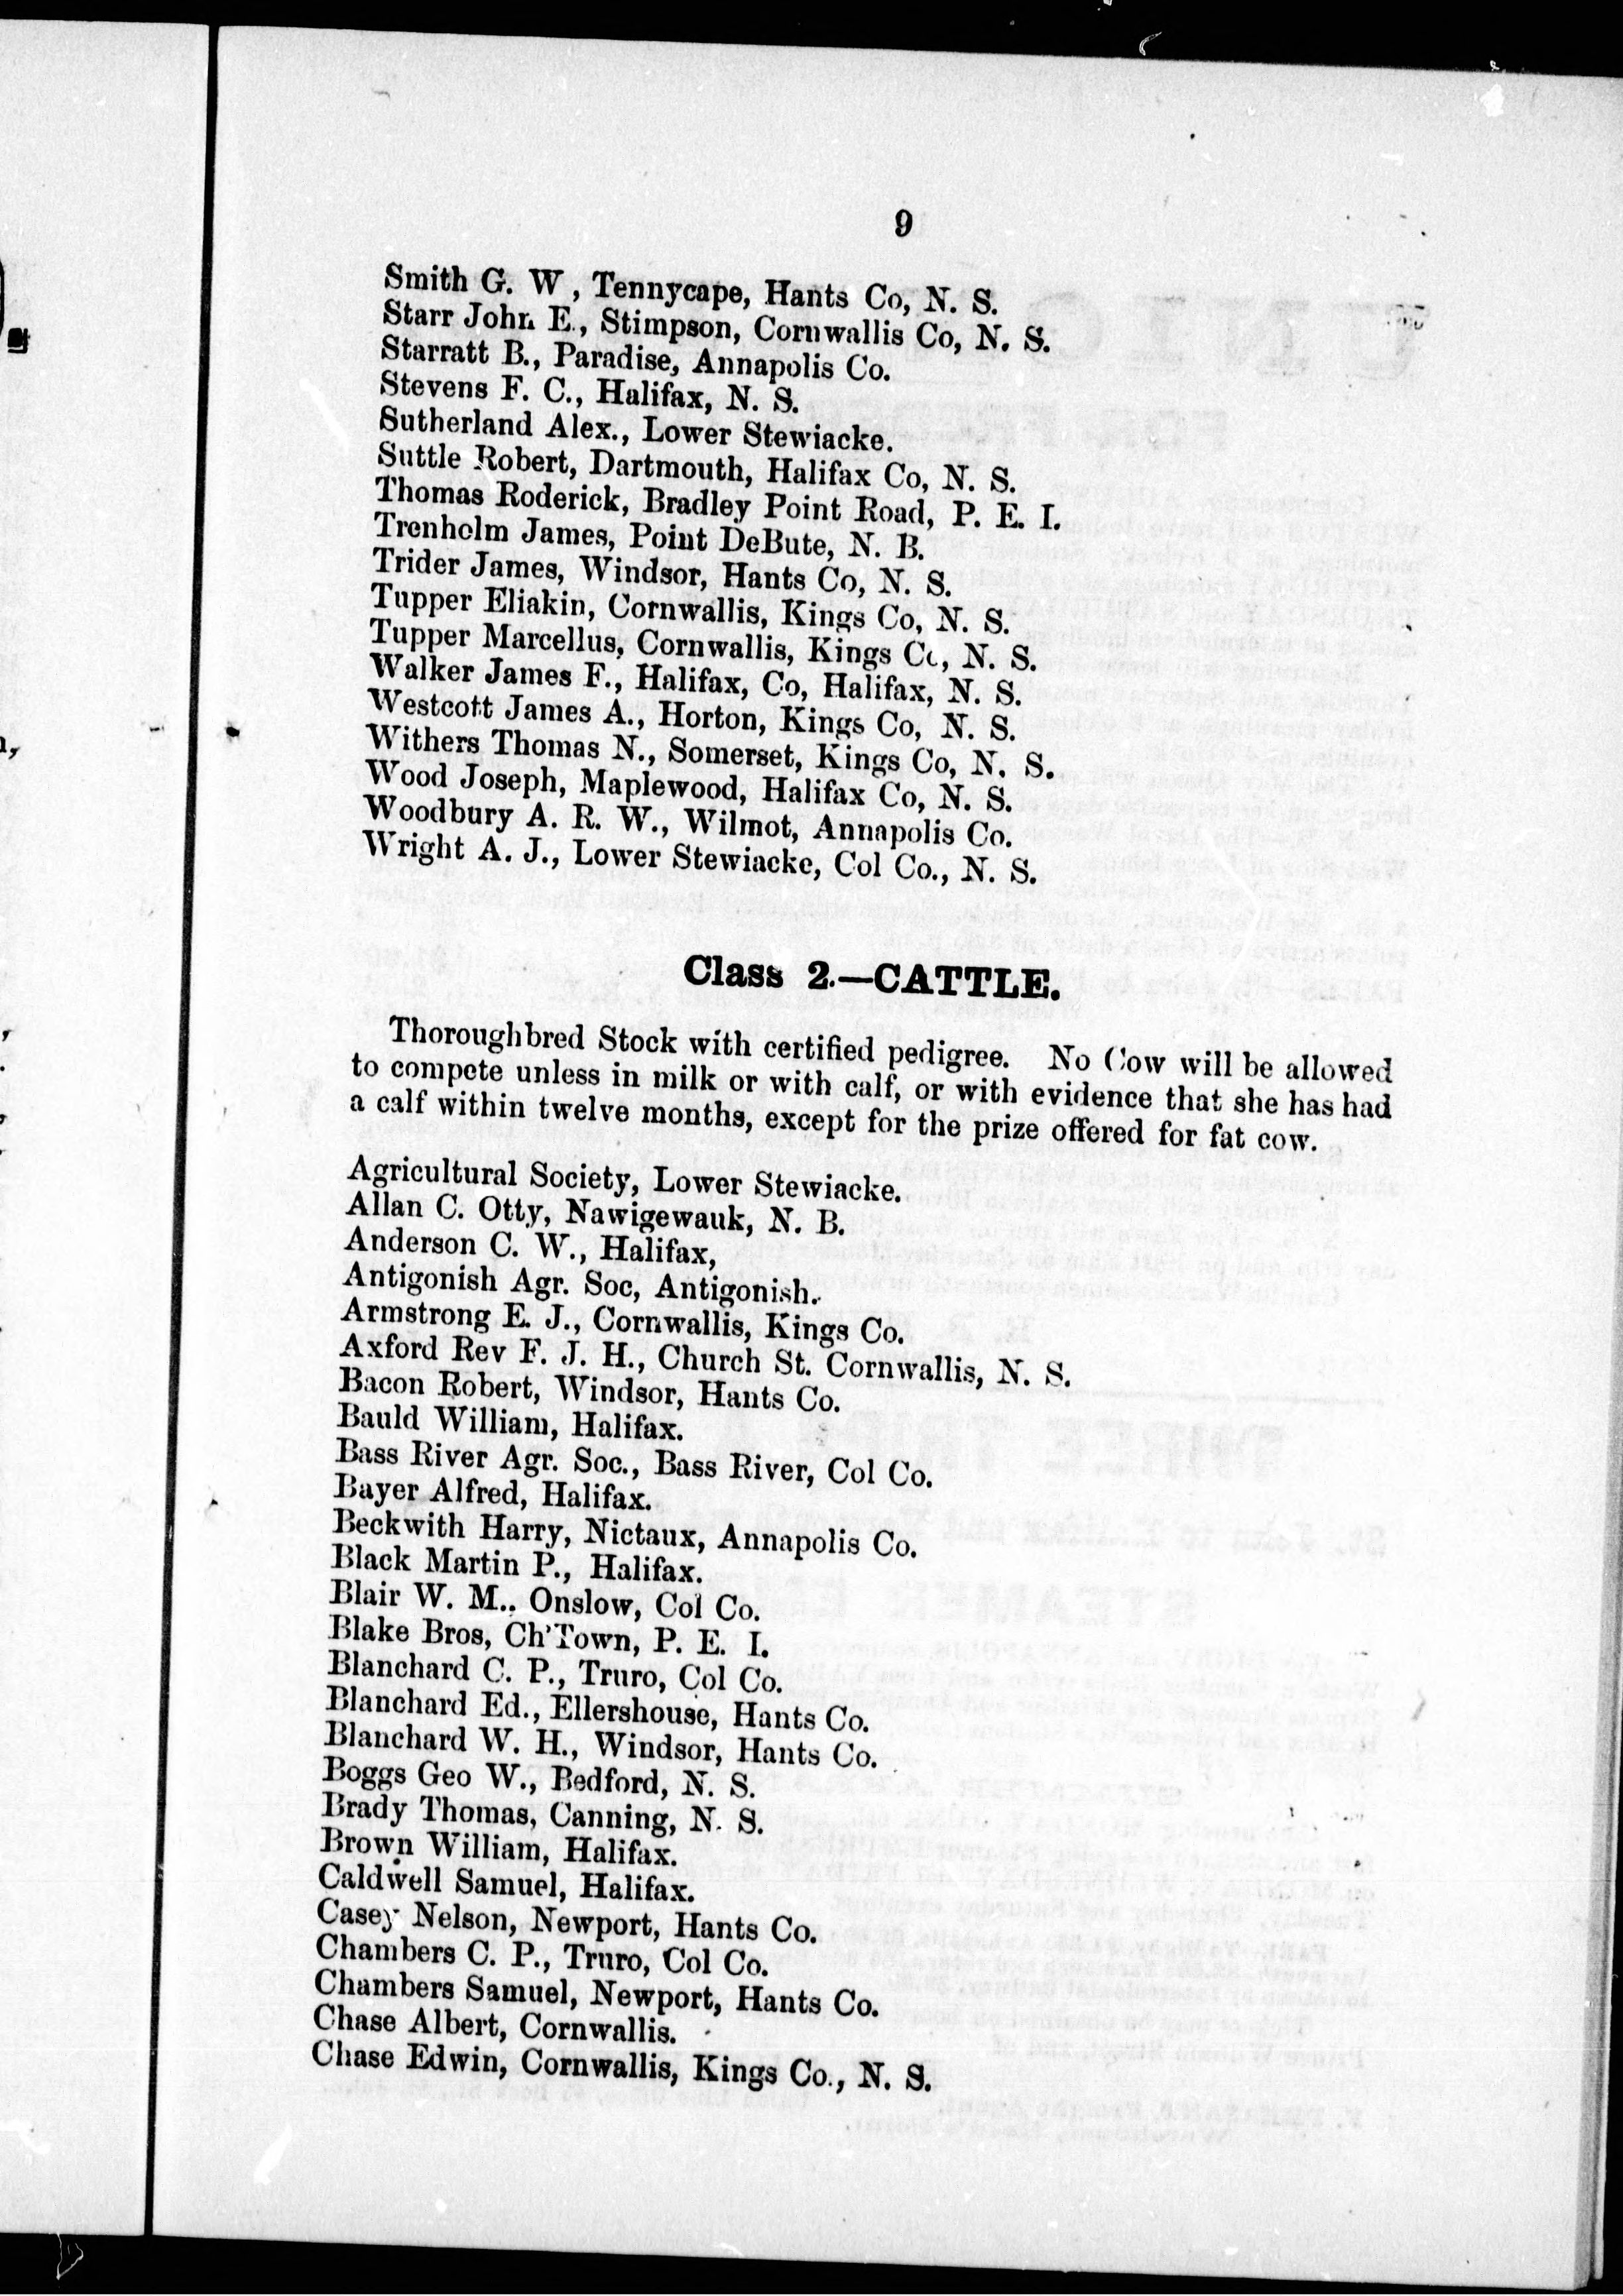 9
Smith G. W , Tennycape, Hants Co, N. S.
Starr John E., Stimpson, Cornwallis Co, N. S.
Starratt B., Paradise, Annapolis Co.
Stevens F. C., Halifax, N. S.
Sutherland Alex., Lower Stewiacke.
Suttle Robert, Dartmouth, Halifax Co, N. S.
Thomas Roderick, Bradley Point Road, P. E. I.
Trenholm James, Point DeBute, N. B.
Trider James, Windsor, Hants Co, N. S.
Tupper Eliakin, Cornwallis, Kings Co, N. S.
Tupper Marcellus, Cornwallis, Kings Co, N. S.
Walker James F., Halifax, Co, Halifax, N. S.
Westcott James A., Horton, Kings Co, N. S.
Withers Thomas N., Somerset, Kings Co, N. S.
Wood Joseph, Maplewood, Halifax Co, N. S.
Woodbury A. R. W., Wilmot, Annapolis Co.
Wright A. J., Lower Stewiacke, Col Co., N. S.
Class 2.—CATTLE.
Thoroughbred Stock with certified pedigree. No Cow will be allowed
to compete unless in milk or with calf, or with evidence that she has had
a calf within twelve months, except for the prize offered for fat cow.
Agricultural Society, Lower Stewiacke.
Allan C. Otty, Nawigewauk, N. B.
Anderson C. W., Halifax,
Antigonish Agr. Soc, Antigonish.
Armstrong E. J., Cornwallis, Kings Co.
Axford Rev F. J. H., Church St. Cornwallis, N. S.
Bacon Robert, Windsor, Hants Co.
Bauld William, Halifax.
Bass River Agr. Soc., Bass River, Col Co.
Bayer Alfred, Halifax.
Beckwith Harry, Nictaux, Annapolis Co.
Black Martin P., Halifax.
Blair W. M., Onslow, Col Co.
Blake Bros, Ch'Town, P. E. I.
Blanchard C. P., Truro, Col Co.
Blanchard Ed., Ellershouse, Hants Co.
Blanchard W. H., Windsor, Hants Co.
Boggs Geo W., Bedford, N. S.
Brady Thomas, Canning, N. S.
Brown William, Halifax.
Caldwell Samuel, Halifax.
Casey Nelson, Newport, Hants Co.
Chambers C. P., Truro, Col Co.
Chambers Samuel, Newport, Hants Co.
Chase Albert, Cornwallis.
Chase Edwin, Cornwallis, Kings Co., N. S.